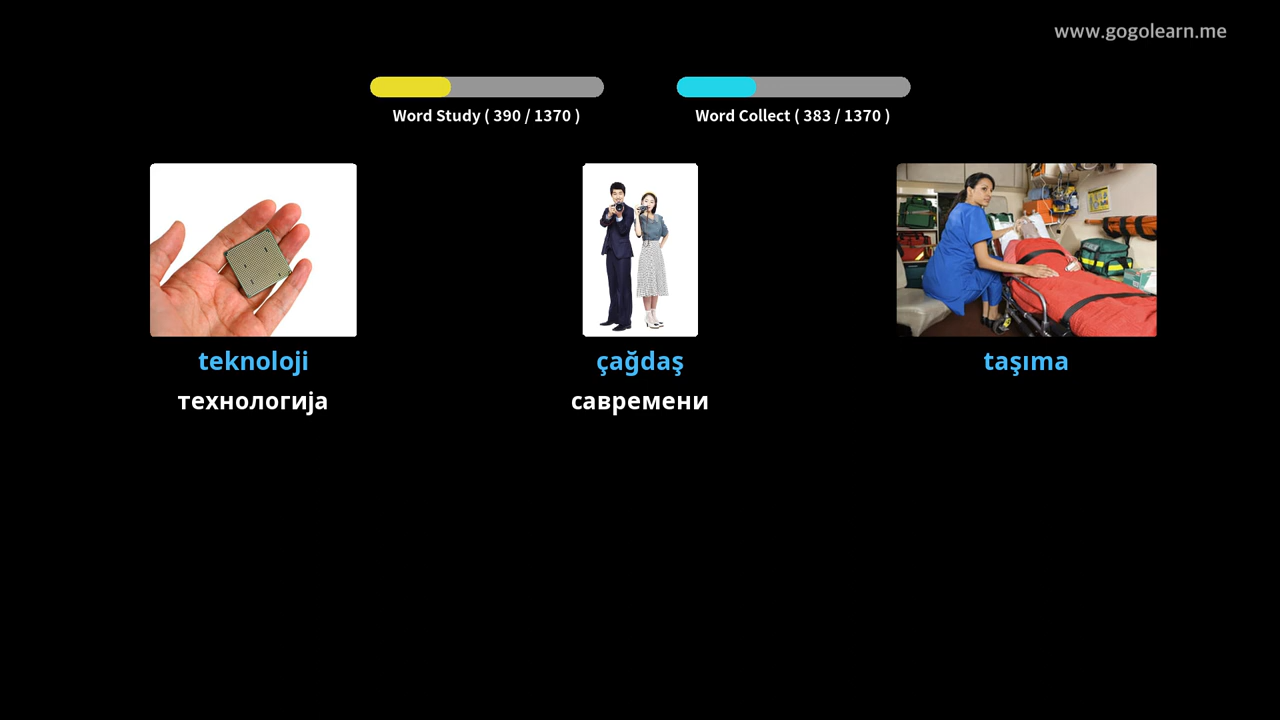 www.gogolearn.me
Word Study ( 390 / 1370 )
Word Collect ( 383 / 1370 )
teknoloji
çağdaş
taşıma
технологија
савремени